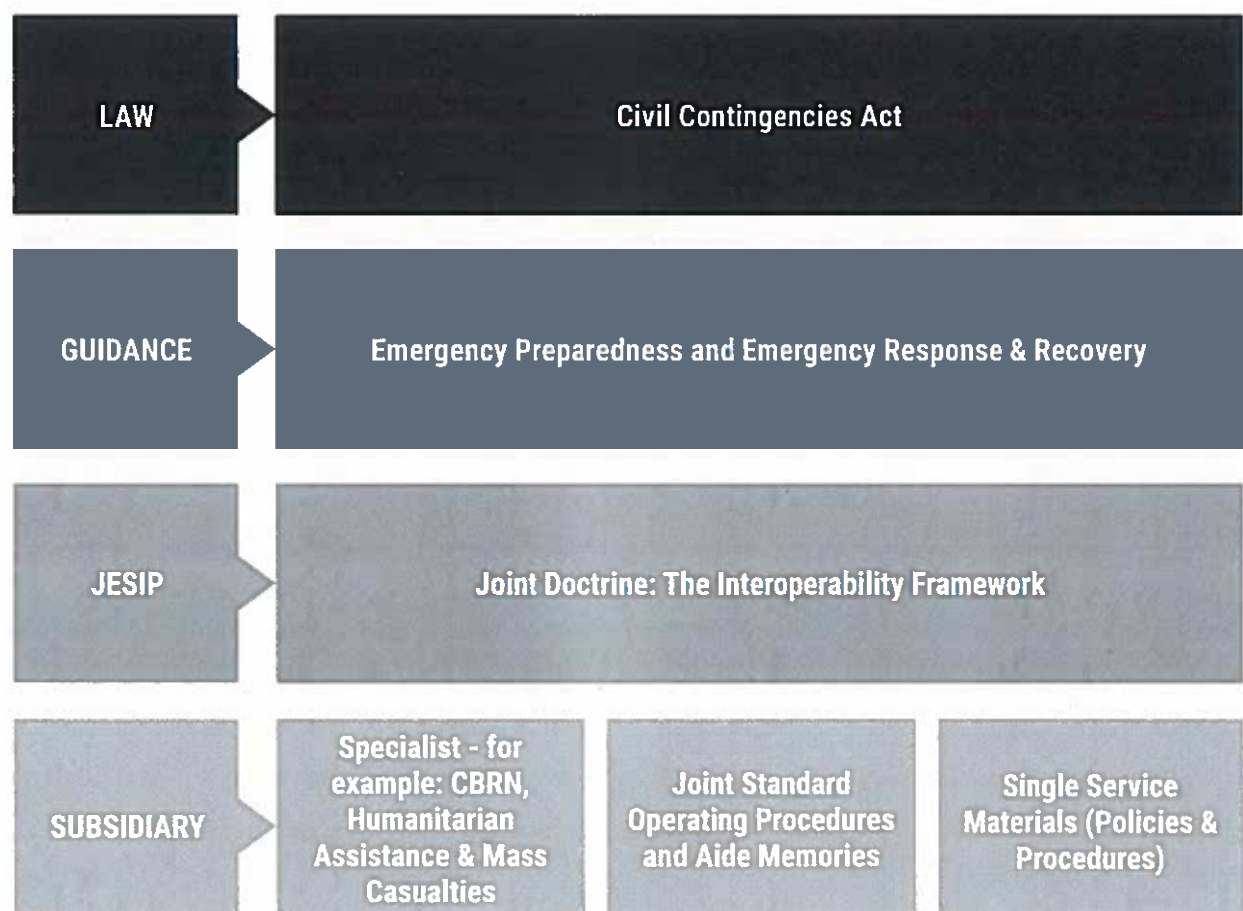 LAW
Civil Contingencies Act
GUIDANCE
Emergency Preparedness and Emergency Response & Recovery
JESIP
Joint Doctrine: The Interoperability Framework
SUBSIDIARY
Specialist - for
example: CBRN,
Humanitarian
Assistance & Mass
Casualties
Joint Standard
Operating Procedures
and Aide Memories
Single Service
Materials (Policies &
Procedures)